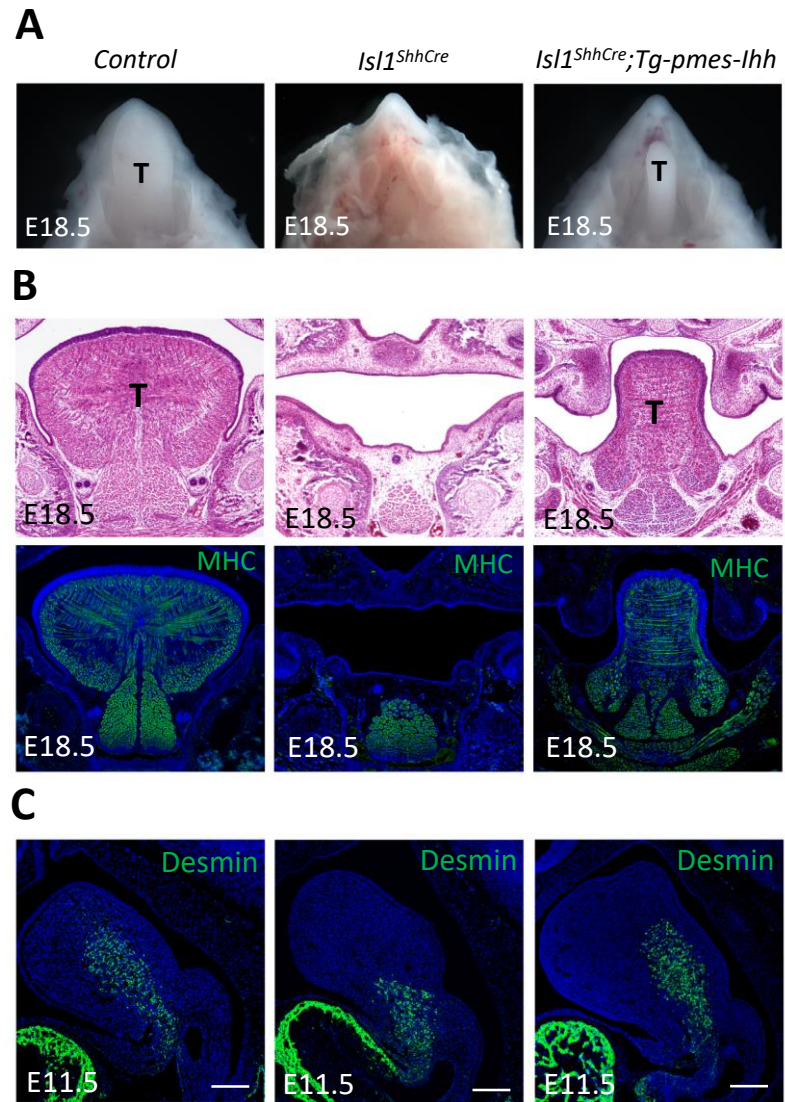 A
Control Isl1ShhCre Isl1ShhCre;Tg-pmes-Ihh
T T
E18.5 E18.5 E18.5
B
T T
E18.5 E18.5 E18.5
MHC MHC MHC
E18.5 E18.5 E18.5
C
Desmin Desmin Desmin
E11.5 E11.5 E11.5